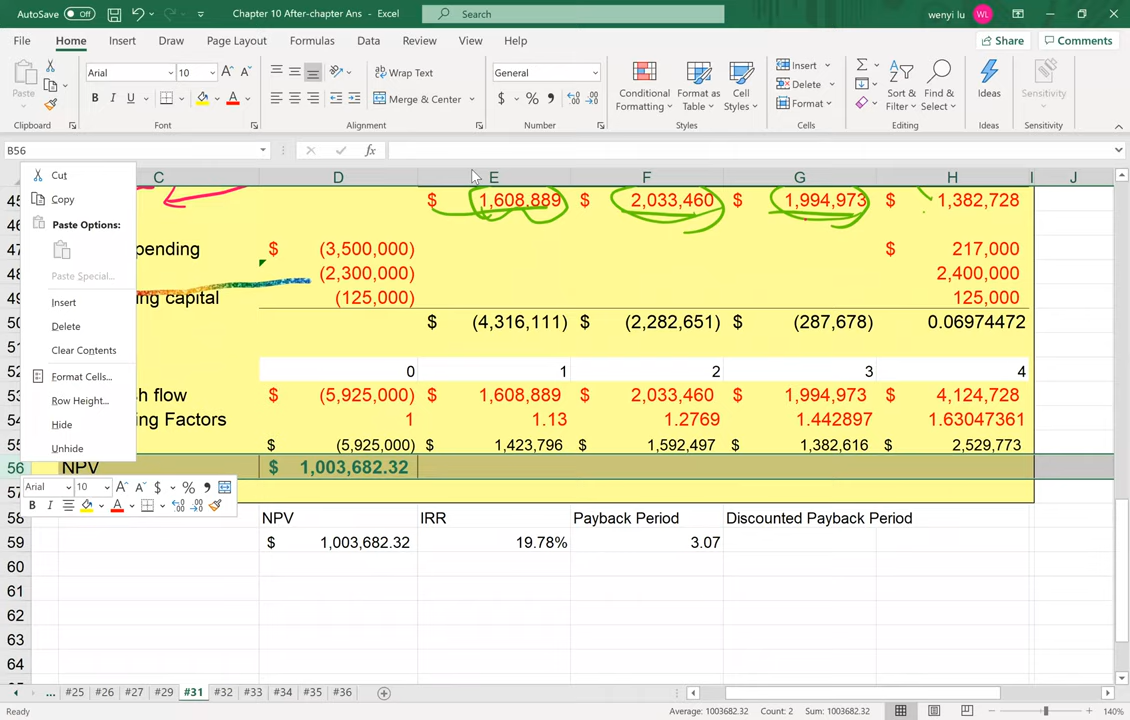 AutoSave Off Chapter 10 After-chapter Ans - Excel Search wenyi lu WL
File Home Insert Draw Page Layout Formulas Data Review View Help Share Comments
Paste Arial 10 A A Wrap Text General Conditional Formatting Format as Table Cell Styles Insert Delete Format Sort & Filter Find & Select Ideas Sensitivity
B I U A Merge & Center $ % 9
Clipboard Font Alignment Number Styles Cells Editing Ideas Sensitivity
B56 fx
C D E F G H I J
45 $ 1,608,889 $ 2,033,460 $ 1,994,973 $ 1,382,728
46
47 pending $ (3,500,000) $ 217,000
48 (2,300,000) 2,400,000
49 ng capital (125,000) 125,000
50 $ (4,316,111) $ (2,282,651) $ (287,678) 0.06974472
51
52 0 1 2 3 4
53 h flow $ (5,925,000) $ 1,608,889 $ 2,033,460 $ 1,994,973 $ 4,124,728
54 ng Factors 1 1.13 1.2769 1.442897 1.63047361
55 $ (5,925,000) $ 1,423,796 $ 1,592,497 $ 1,382,616 $ 2,529,773
56 NPV $ 1,003,682.32
57
58 NPV IRR Payback Period Discounted Payback Period
59 $ 1,003,682.32 19.78% 3.07
60
61
62
63
64
Cut
Copy
Paste Options:
Paste Special...
Insert
Delete
Clear Contents
Format Cells...
Row Height...
Hide
Unhide
Arial 10 A A $ % 9
B I A
... #25 #26 #27 #29 #31 #32 #33 #34 #35 #36
Average: 1003682.32 Count: 2 Sum: 1003682.32 140%